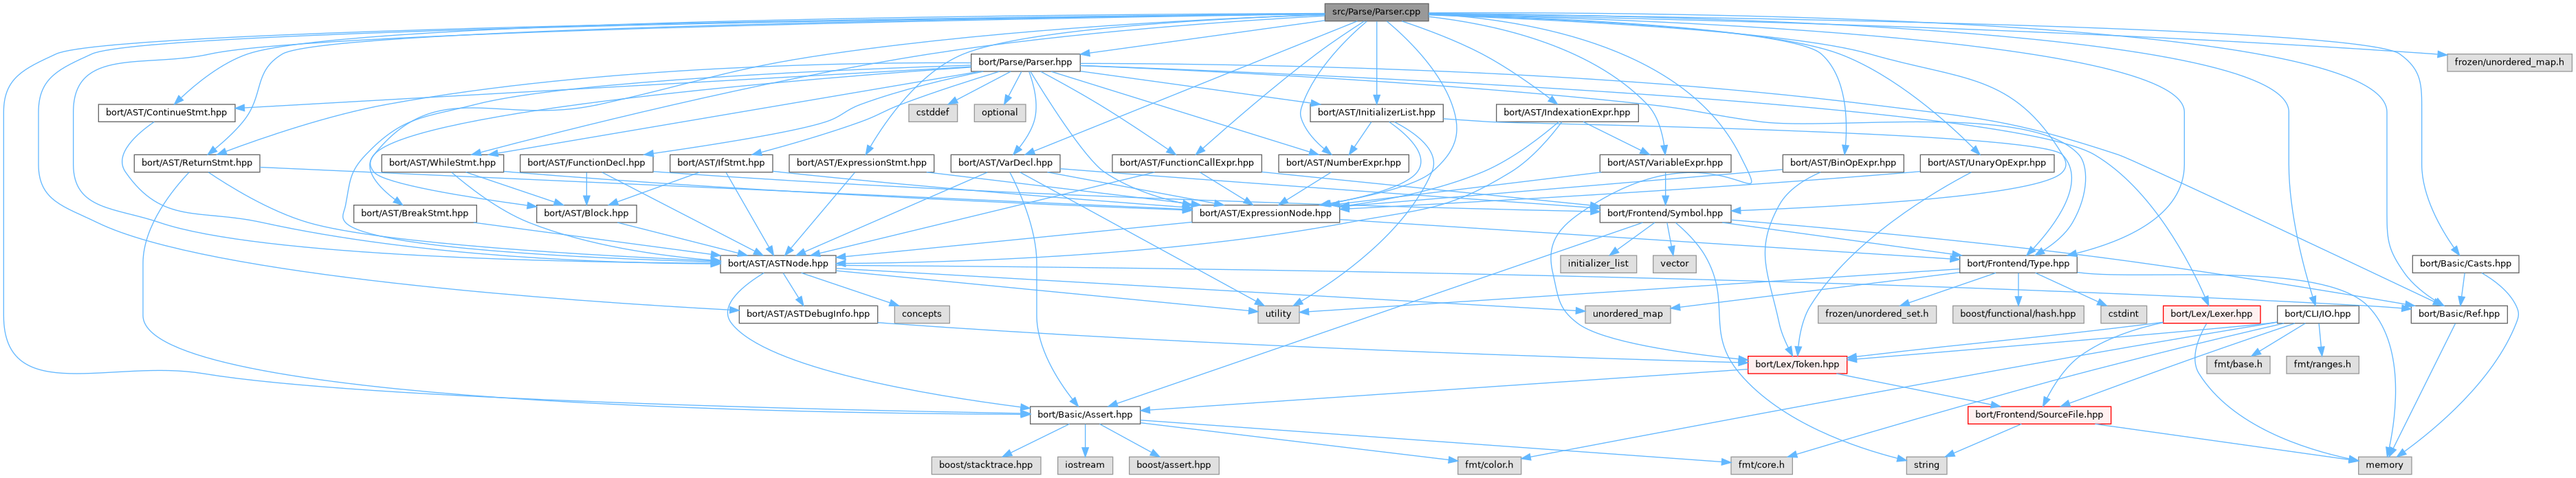 src/Parse/Parser.cpp
bort/Parse/Parser.hpp
frozen/unordered_map.h
bort/AST/ContinueStmt.hpp
cstddef
optional
bort/AST/InitializerList.hpp
bort/AST/IndexationExpr.hpp
bort/AST/ReturnStmt.hpp
bort/AST/WhileStmt.hpp
bort/AST/FunctionDecl.hpp
bort/AST/IfStmt.hpp
bort/AST/ExpressionStmt.hpp
bort/AST/VarDecl.hpp
bort/AST/FunctionCallExpr.hpp
bort/AST/NumberExpr.hpp
bort/AST/VariableExpr.hpp
bort/AST/BinOpExpr.hpp
bort/AST/UnaryOpExpr.hpp
bort/AST/BreakStmt.hpp
bort/AST/Block.hpp
bort/AST/ExpressionNode.hpp
bort/Frontend/Symbol.hpp
bort/AST/ASTNode.hpp
initializer_list
vector
bort/Frontend/Type.hpp
bort/Basic/Casts.hpp
bort/AST/ASTDebugInfo.hpp
concepts
utility
unordered_map
frozen/unordered_set.h
boost/functional/hash.hpp
cstdint
bort/Lex/Lexer.hpp
bort/CLI/IO.hpp
bort/Basic/Ref.hpp
bort/Lex/Token.hpp
fmt/base.h
fmt/ranges.h
bort/Basic/Assert.hpp
bort/Frontend/SourceFile.hpp
boost/stacktrace.hpp
iostream
boost/assert.hpp
fmt/color.h
fmt/core.h
string
memory